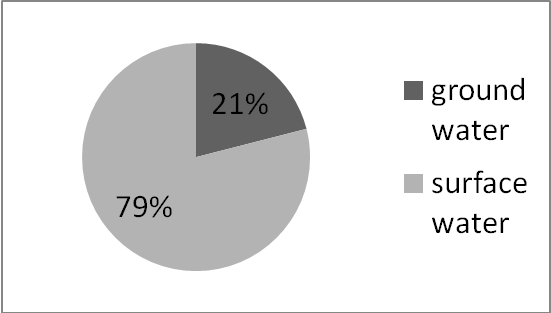 21%
79%
ground
water
surface
water